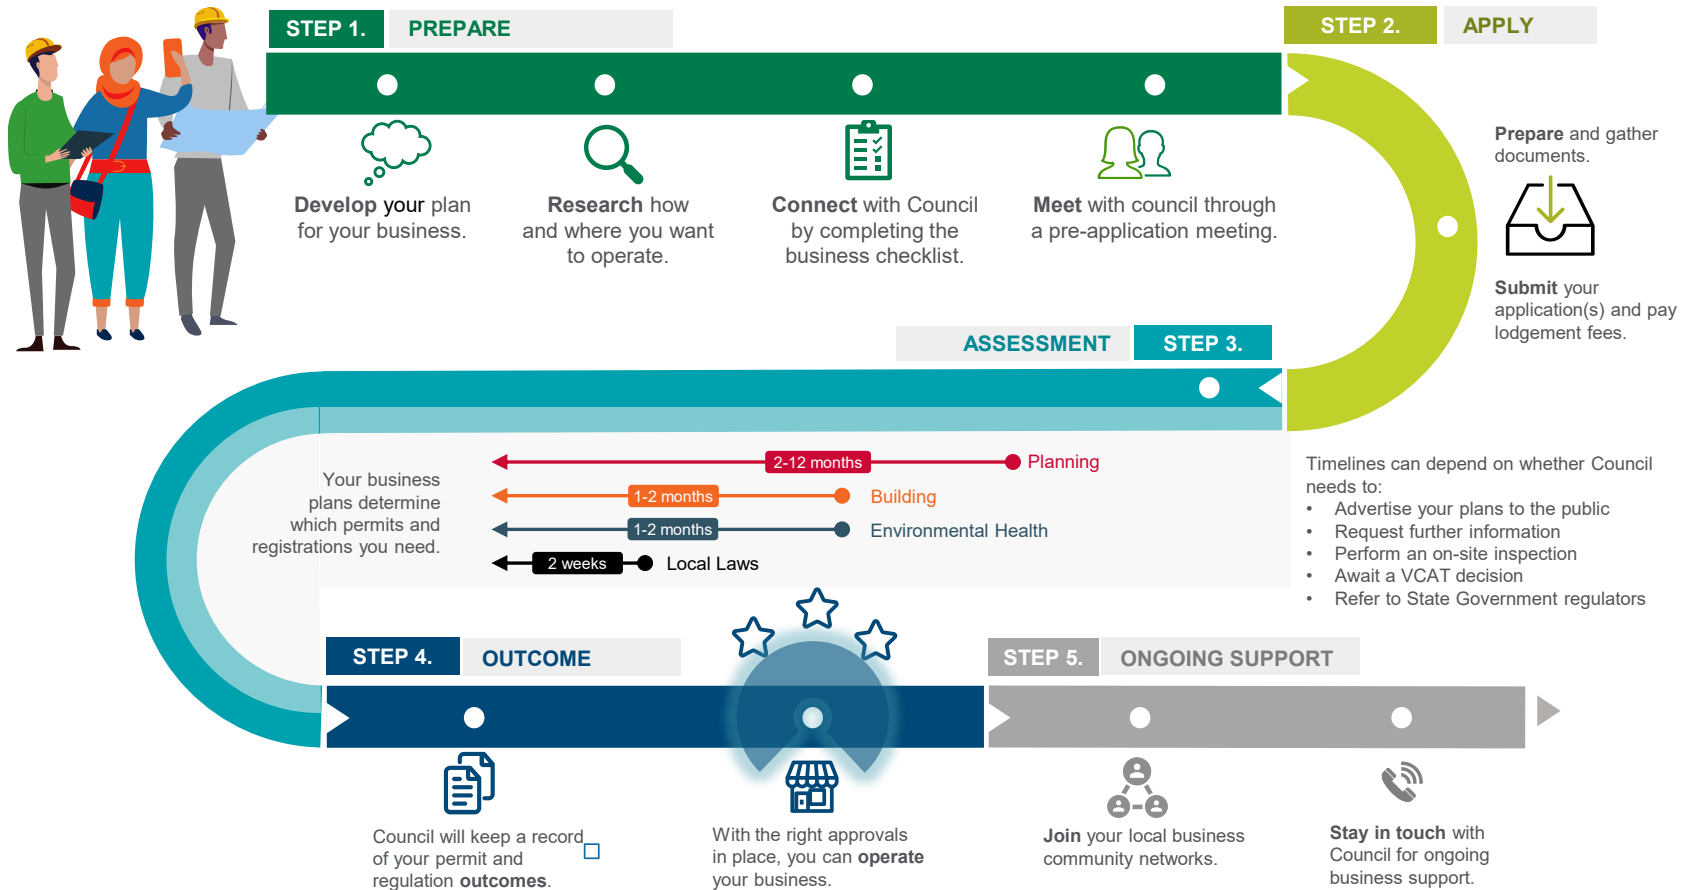 STEP 1.
PREPARE
STEP 2.
APPLY
Develop your plan
for your business.
Research how
and where you want
to operate.
Connect with Council
by completing the
business checklist.
Meet with council through
a pre-application meeting.
Prepare and gather
documents.
Submit your
application(s) and pay
lodgement fees.
ASSESSMENT
STEP 3.
Your business
plans determine
which permits and
registrations you need.
2-12 months
Planning
1-2 months
Building
1-2 months
Environmental Health
2 weeks
Local Laws
Timelines can depend on whether Council
needs to:
• Advertise your plans to the public
• Request further information
• Perform an on-site inspection
• Await a VCAT decision
• Refer to State Government regulators
STEP 4.
OUTCOME
STEP 5.
ONGOING SUPPORT
Council will keep a record
of your permit and
regulation outcomes.
With the right approvals
in place, you can operate
your business.
Join your local business
community networks.
Stay in touch with
Council for ongoing
business support.